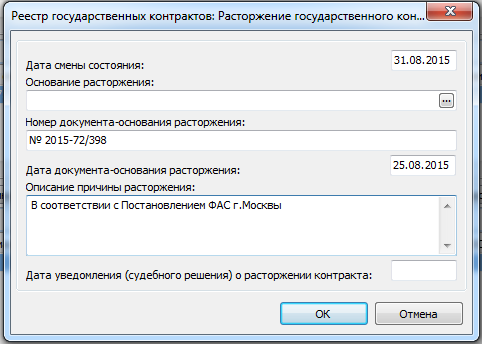 Реестр государственных контрактов: Расторжение государственного кон...
Дата смены состояния:
31.08.2015
Основание расторжения:
...
Номер документа-основания расторжения:
№ 2015-72/398
Дата документа-основания расторжения:
25.08.2015
Описание причины расторжения:
В соответствии с Постановлением ФАС г.Москвы
Дата уведомления (судебного решения) о расторжении контракта:
OK
Отмена